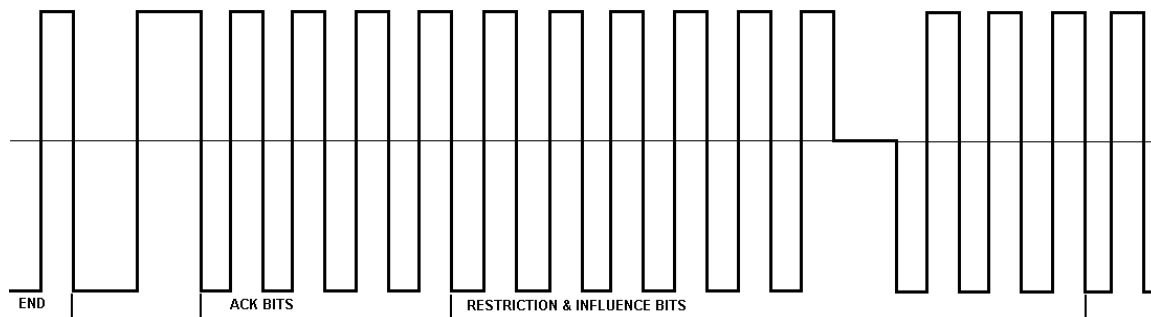 END
ACK BITS
RESTRICTION & INFLUENCE BITS